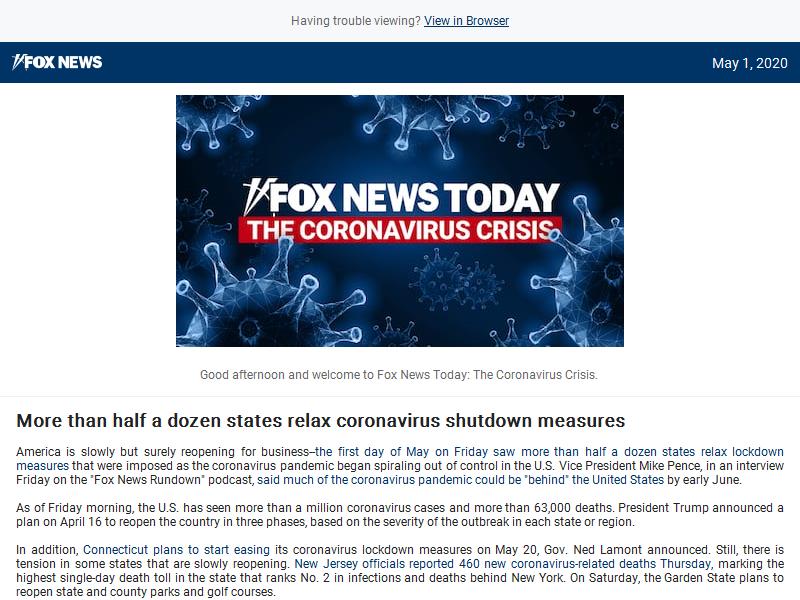 Having trouble viewing? View in Browser
FOX NEWS
May 1, 2020
FOX NEWS TODAY
THE CORONAVIRUS CRISIS
Good afternoon and welcome to Fox News Today: The Coronavirus Crisis.
More than half a dozen states relax coronavirus shutdown measures
America is slowly but surely reopening for business--the first day of May on Friday saw more than half a dozen states relax lockdown
measures that were imposed as the coronavirus pandemic began spiraling out of control in the U.S. Vice President Mike Pence, in an interview
Friday on the "Fox News Rundown" podcast, said much of the coronavirus pandemic could be "behind" the United States by early June.
As of Friday morning, the U.S. has seen more than a million coronavirus cases and more than 63,000 deaths. President Trump announced a
plan on April 16 to reopen the country in three phases, based on the severity of the outbreak in each state or region.
In addition, Connecticut plans to start easing its coronavirus lockdown measures on May 20, Gov. Ned Lamont announced. Still, there is
tension in some states that are slowly reopening. New Jersey officials reported 460 new coronavirus-related deaths Thursday, marking the
highest single-day death toll in the state that ranks No. 2 in infections and deaths behind New York. On Saturday, the Garden State plans to
reopen state and county parks and golf courses.